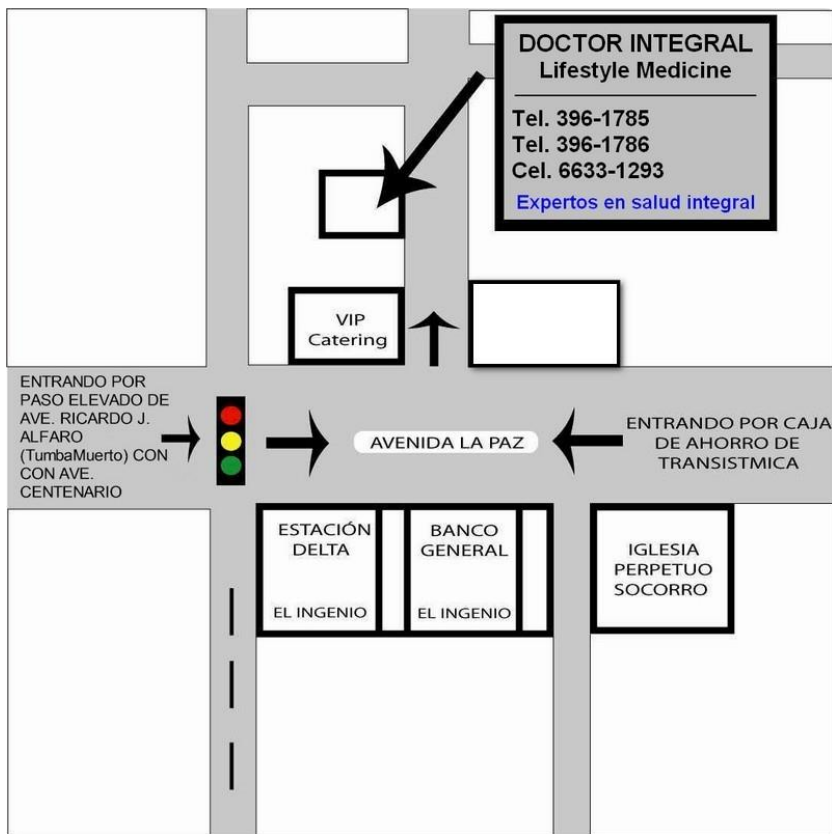 DOCTOR INTEGRAL
Lifestyle Medicine
Tel. 396-1785
Tel. 396-1786
Cel. 6633-1293
Expertos en salud integral
VIP
Catering
ENTRANDO POR
PASO ELEVADO DE
AVE. RICARDO J.
ALFARO
(TumbaMuerto) CON
CON AVE.
CENTENARIO
AVENIDA LA PAZ
ENTRANDO POR CAJA
DE AHORRO DE
TRANSISTMICA
ESTACIÓN
DELTA
EL INGENIO
BANCO
GENERAL
EL INGENIO
IGLESIA
PERPETUO
SOCORRO